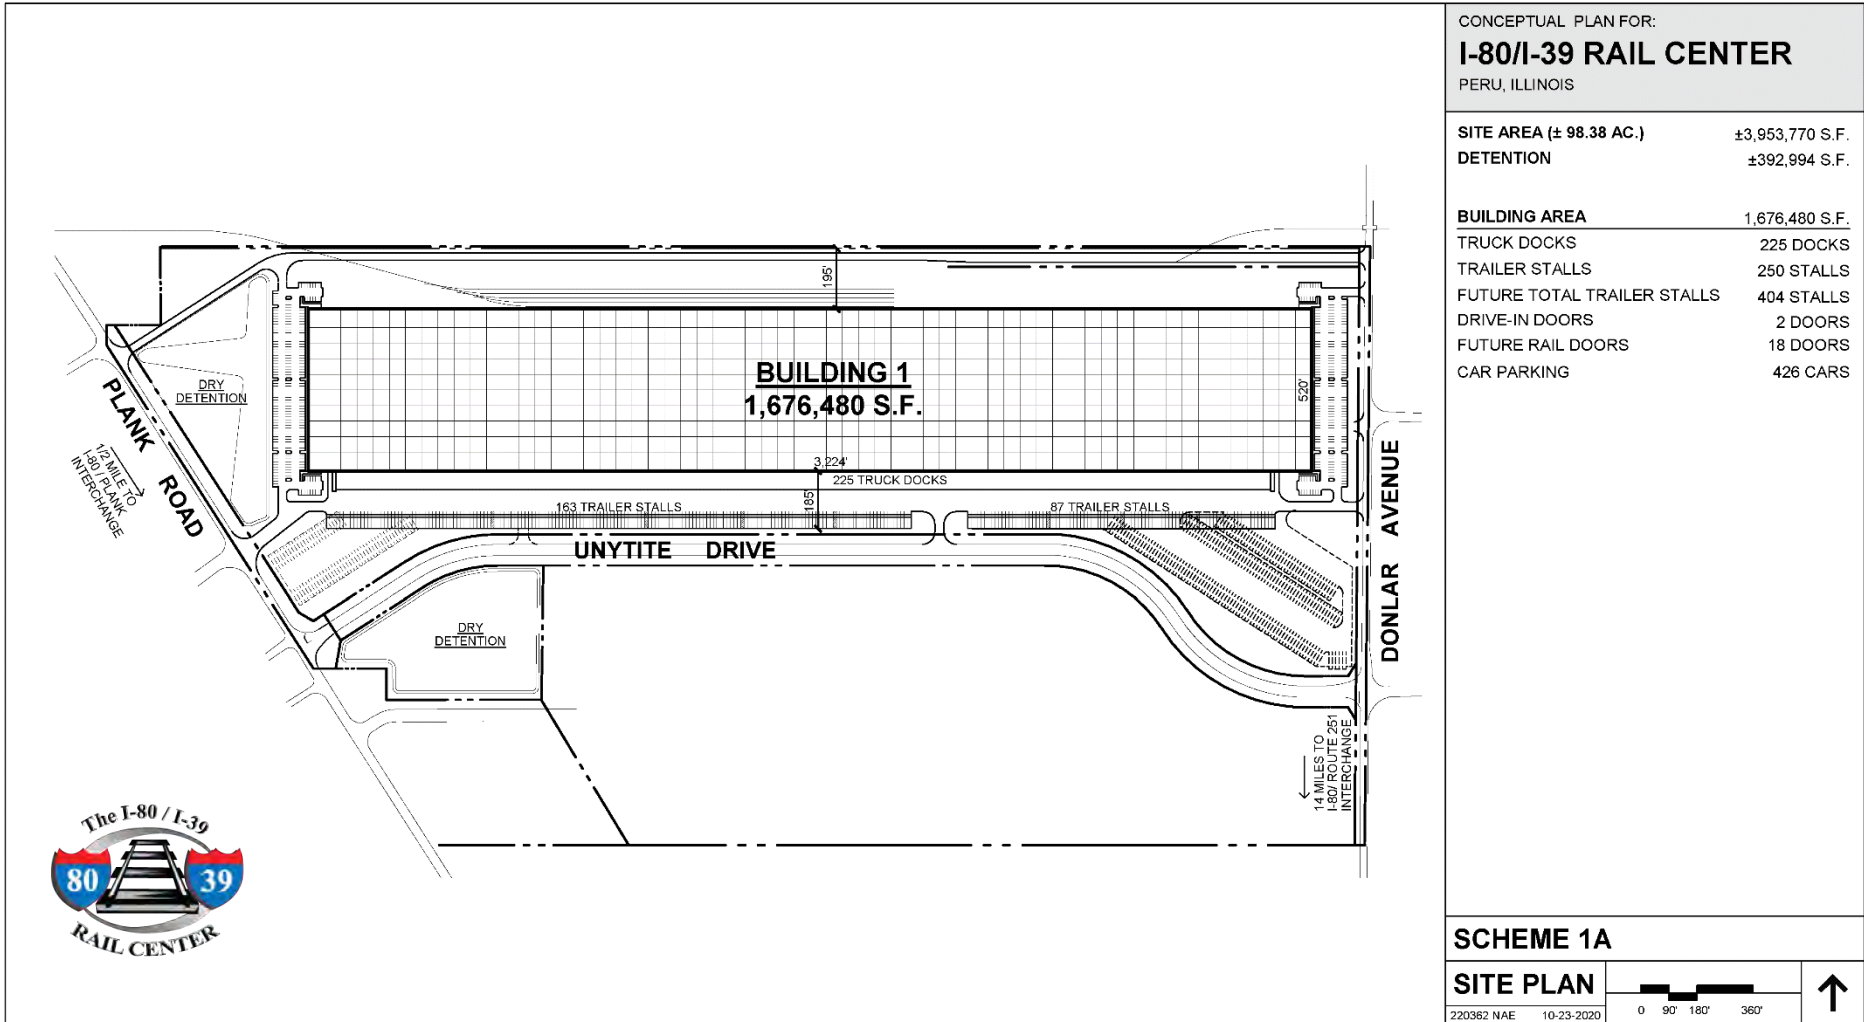 CONCEPTUAL PLAN FOR:
I-80/I-39 RAIL CENTER
PERU, ILLINOIS
SITE AREA (± 98.38 AC.) ±3,953,770 S.F.
DETENTION ±392,994 S.F.
BUILDING AREA 1,676,480 S.F.
TRUCK DOCKS 225 DOCKS
TRAILER STALLS 250 STALLS
FUTURE TOTAL TRAILER STALLS 404 STALLS
DRIVE-IN DOORS 2 DOORS
FUTURE RAIL DOORS 18 DOORS
CAR PARKING 426 CARS
195'
BUILDING 1
1,676,480 S.F.
520'
3,224'
225 TRUCK DOCKS
185'
163 TRAILER STALLS
87 TRAILER STALLS
UNYTITE DRIVE
DRY
DETENTION
PLANK ROAD
1/2 MILE TO
I-80 / PLANK
INTERCHANGE
DRY
DETENTION
DONLAR AVENUE
14 MILES TO
I-80/ ROUTE 251
INTERCHANGE
The I-80 / I-39
80 39
RAIL CENTER
SCHEME 1A
SITE PLAN
220362 NAE 10-23-2020
0 90' 180' 360'